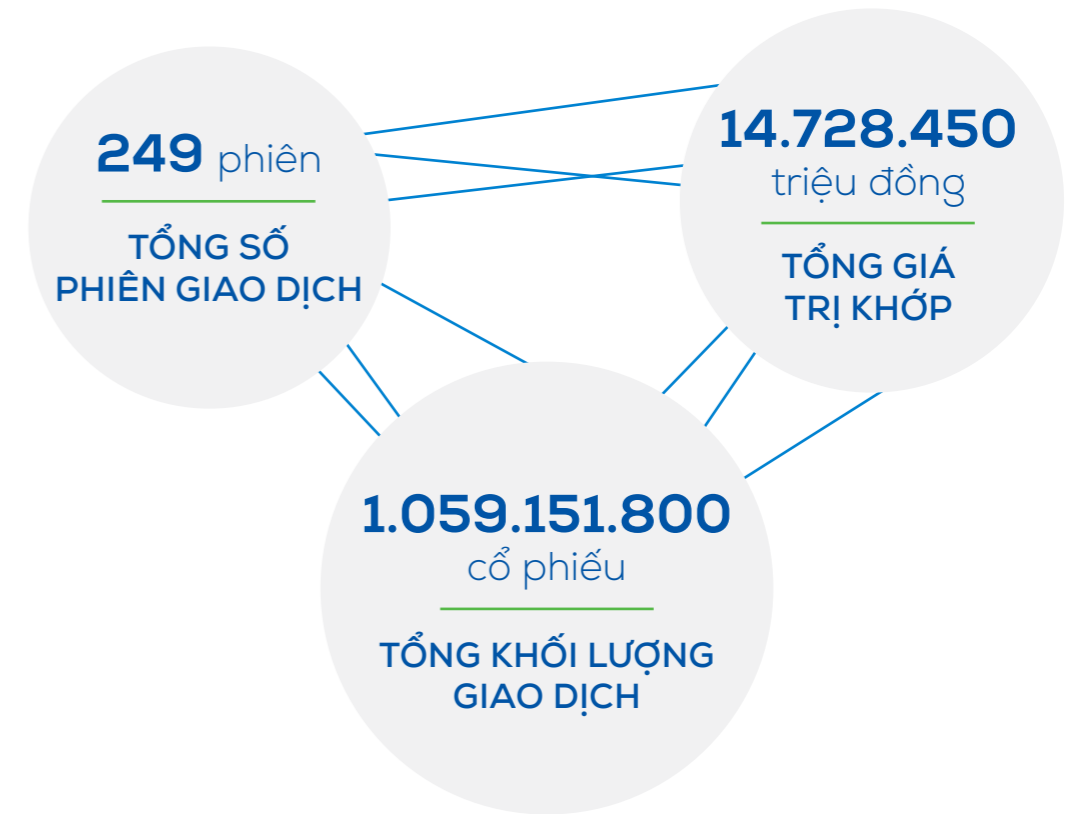 249 phiên
TỔNG SỐ
PHIÊN GIAO DỊCH
14.728.450
triệu đồng
TỔNG GIÁ
TRỊ KHỚP
1.059.151.800
cổ phiếu
TỔNG KHỐI LƯỢNG
GIAO DỊCH